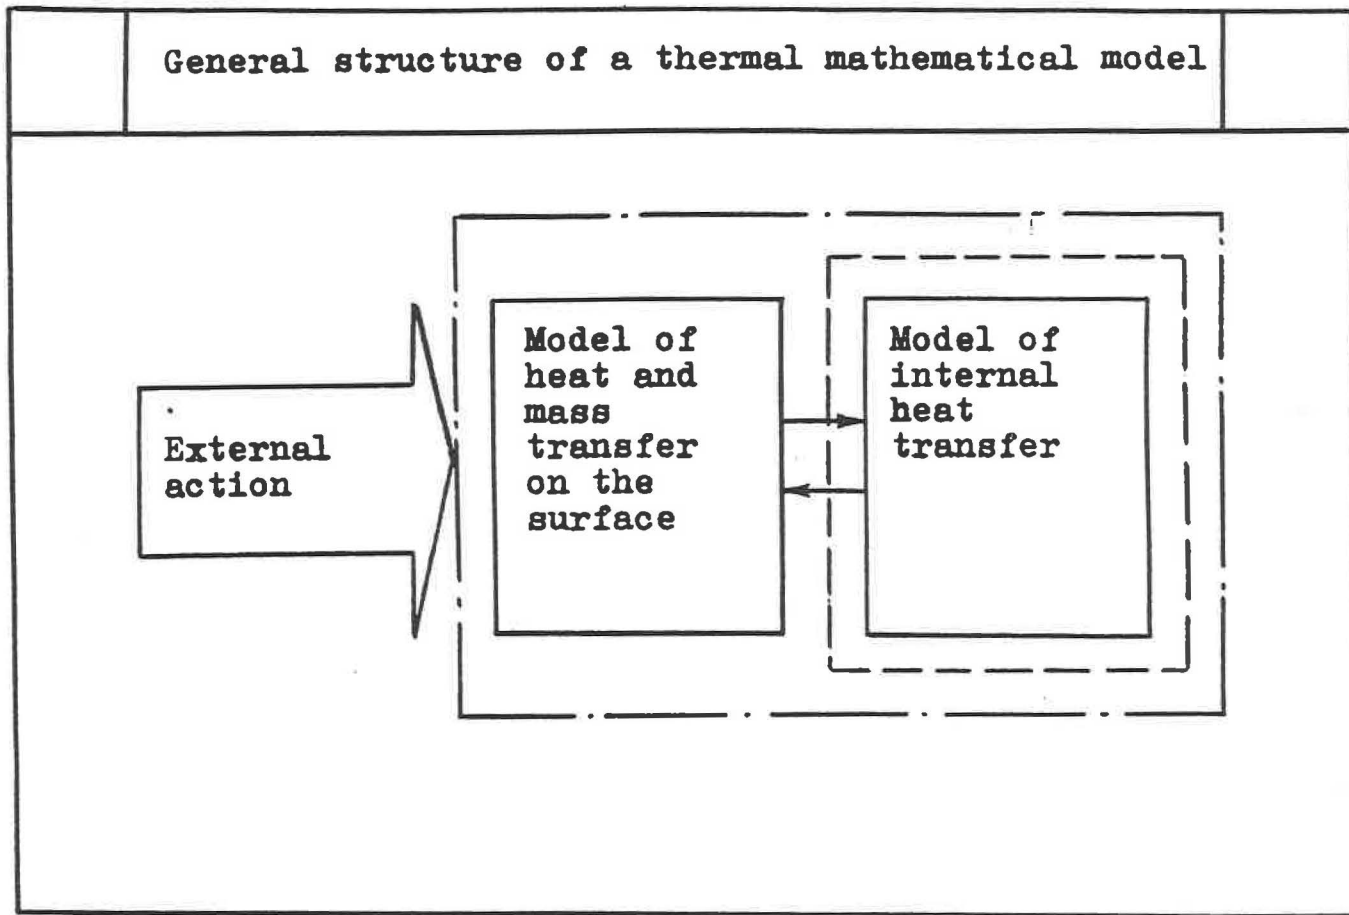 General structure of a thermal mathematical model
External
action
Model of
heat and
mass
transfer
on the
surface
Model of
internal
heat
transfer